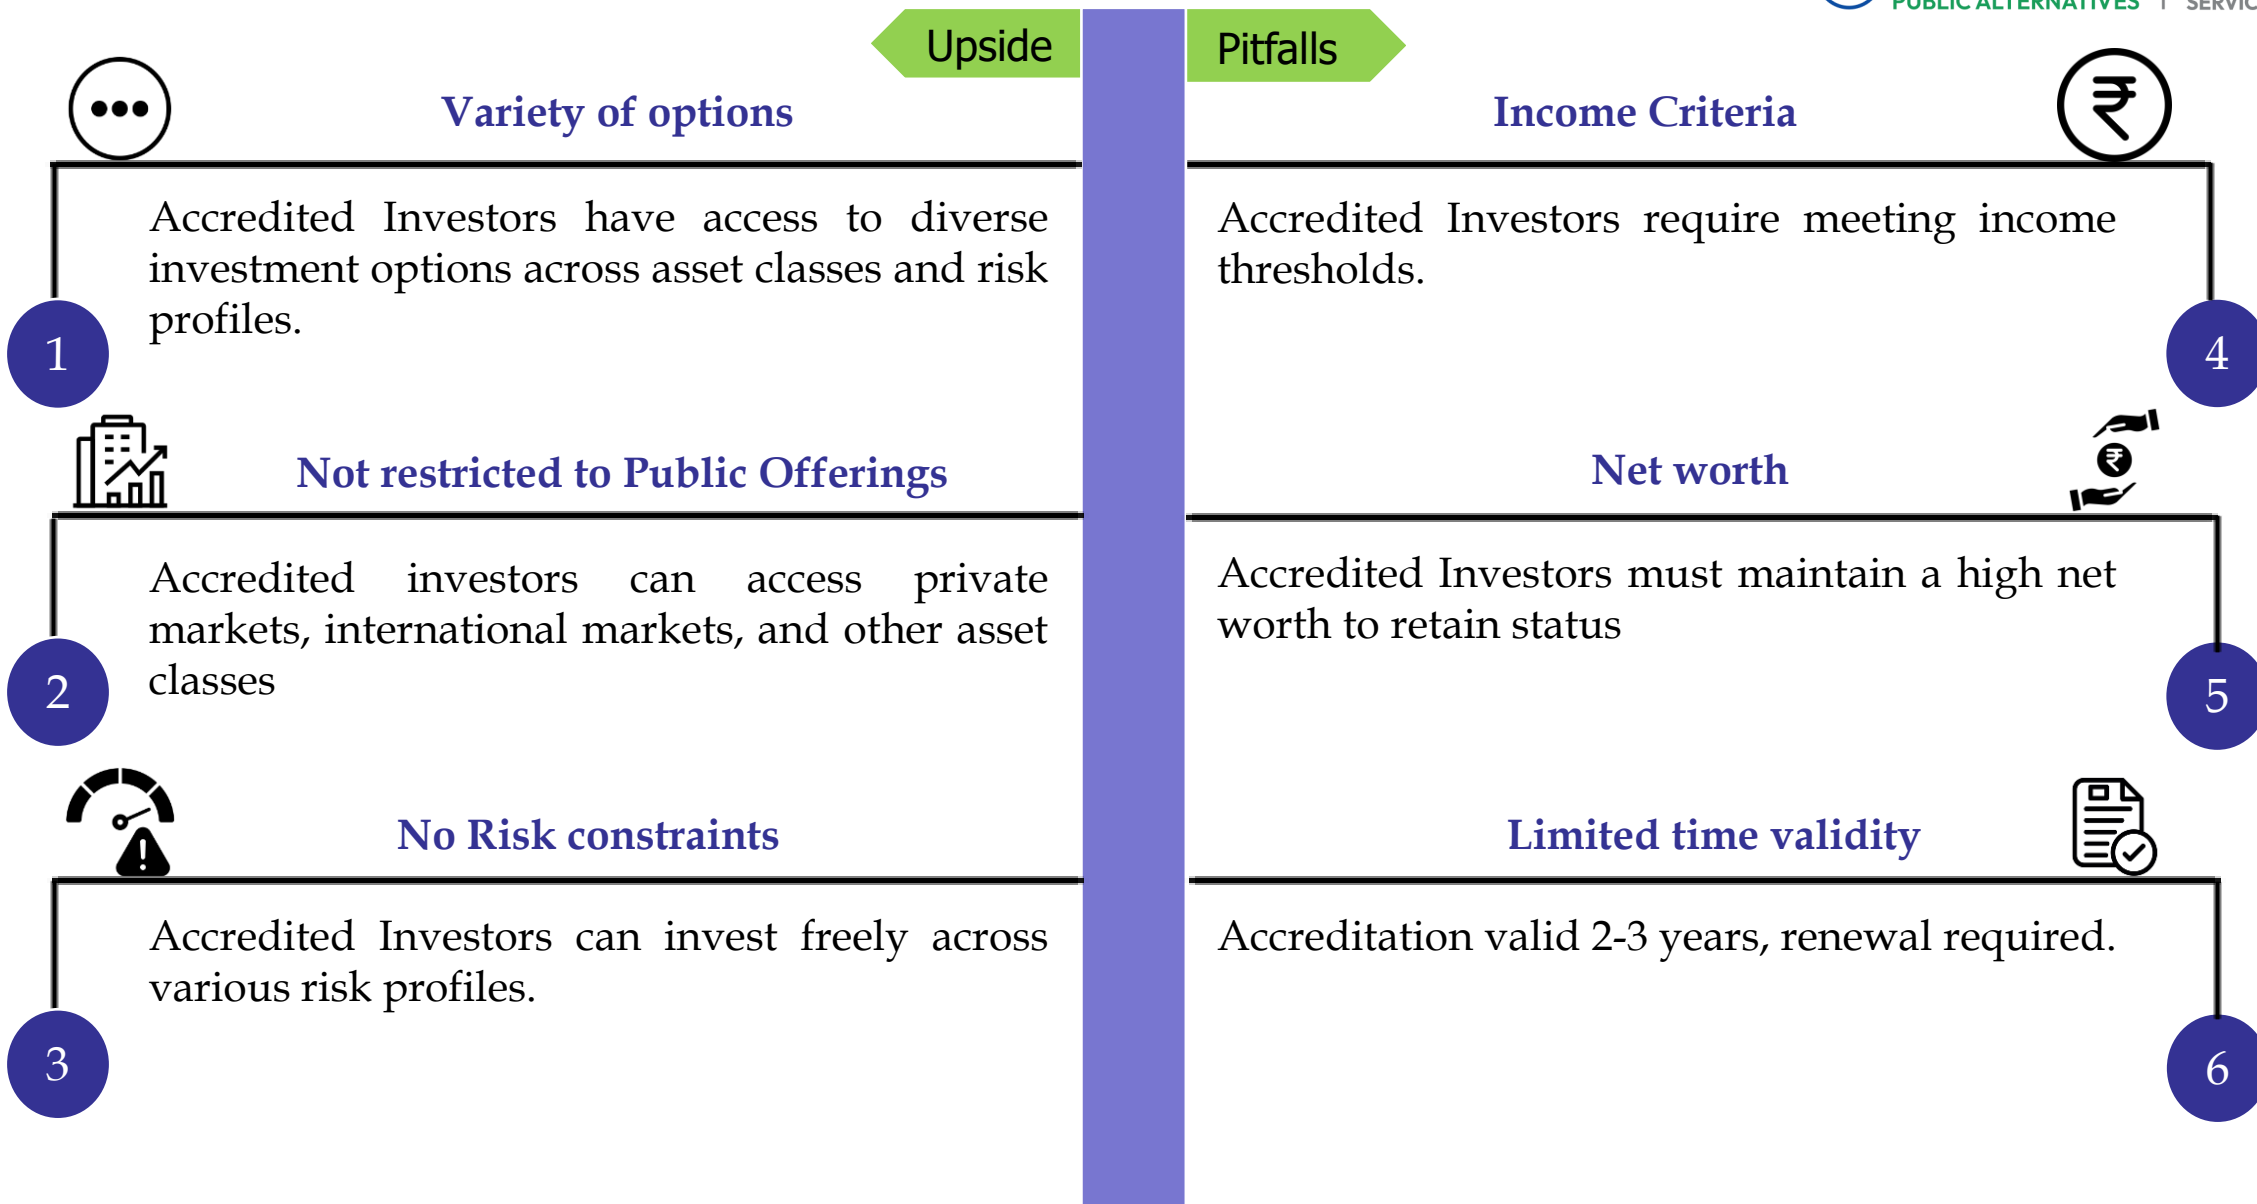 PUBLIC ALTERNATIVES
Upside
Variety of options
Accredited Investors have access to diverse
investment options across asset classes and risk
profiles.
1
Not restricted to Public Offerings
Accredited investors can access private
markets, international markets, and other asset
classes
2
No Risk constraints
Accredited Investors can invest freely across
various risk profiles.
3
Pitfalls
Income Criteria
₹
Accredited Investors require meeting income
thresholds.
4
Net worth
₹
Accredited Investors must maintain a high net
worth to retain status
5
Limited time validity
Accreditation valid 2-3 years, renewal required.
6